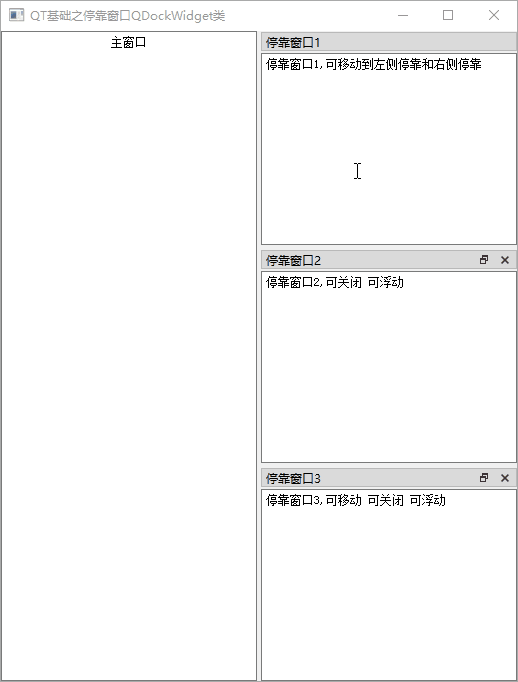 QT基础之停靠窗口QDockWidget类
主窗口
停靠窗口1
停靠窗口1,可移动到左侧停靠和右侧停靠
停靠窗口2
停靠窗口2,可关闭 可浮动
停靠窗口3
停靠窗口3,可移动 可关闭 可浮动